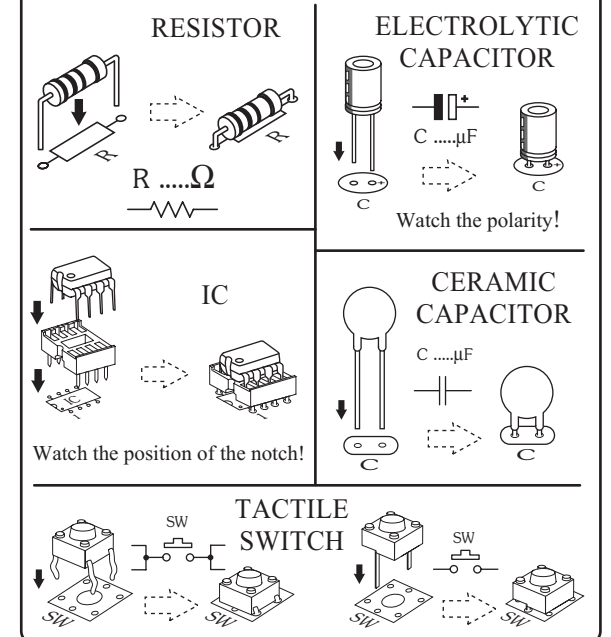 RESISTOR
R
R
R .....Ω
ELECTROLYTIC
CAPACITOR
+
C .....µF
+
C
+
C
Watch the polarity!
IC
C
Watch the position of the notch!
CERAMIC
CAPACITOR
C .....µF
C
C
TACTILE
SWITCH
SW
SW
SW
SW
SW
SW